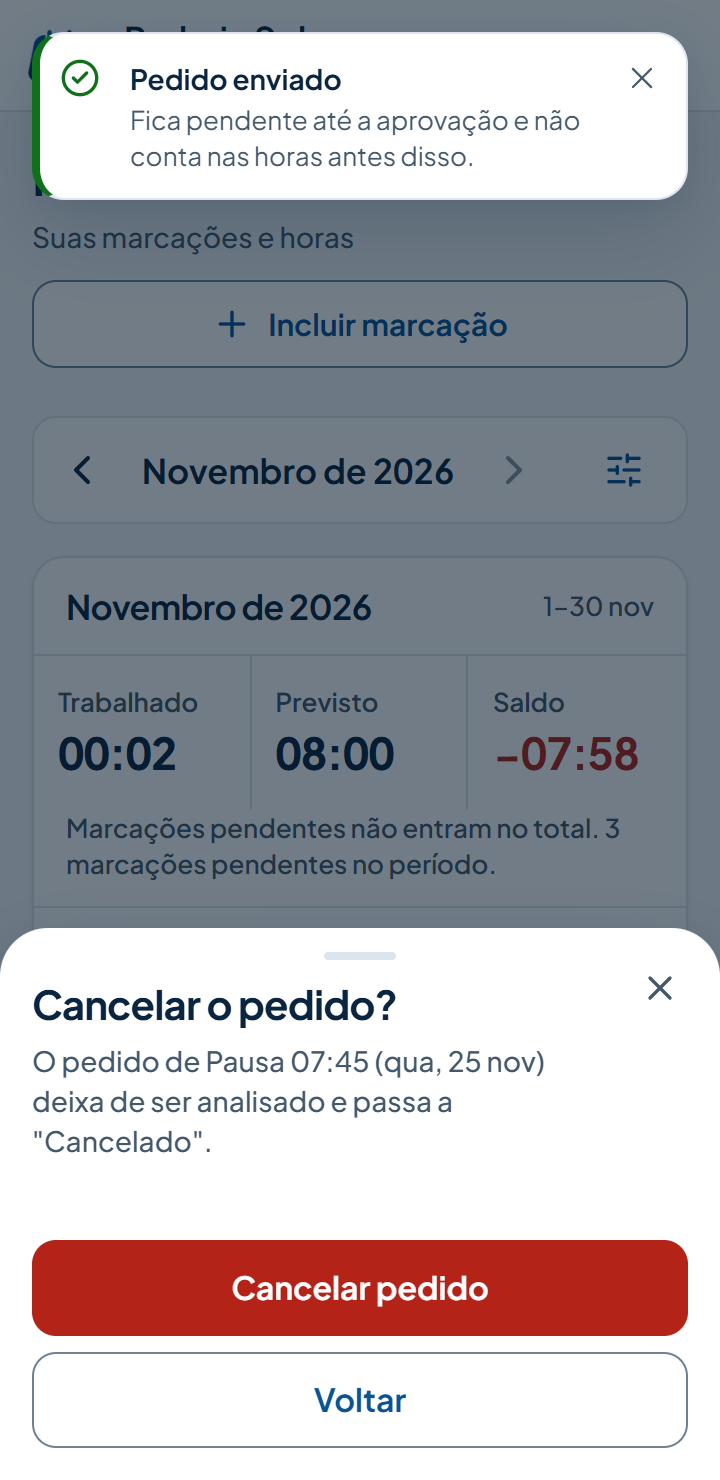 Pedido enviado
Fica pendente até a aprovação e não
conta nas horas antes disso.
Suas marcações e horas
Incluir marcação
Novembro de 2026
Novembro de 2026
1–30 nov
Trabalhado
Previsto
Saldo
00:02
08:00
–07:58
Marcações pendentes não entram no total. 3
marcações pendentes no período.
Cancelar o pedido?
O pedido de Pausa 07:45 (qua, 25 nov)
deixa de ser analisado e passa a
"Cancelado".
Cancelar pedido
Voltar